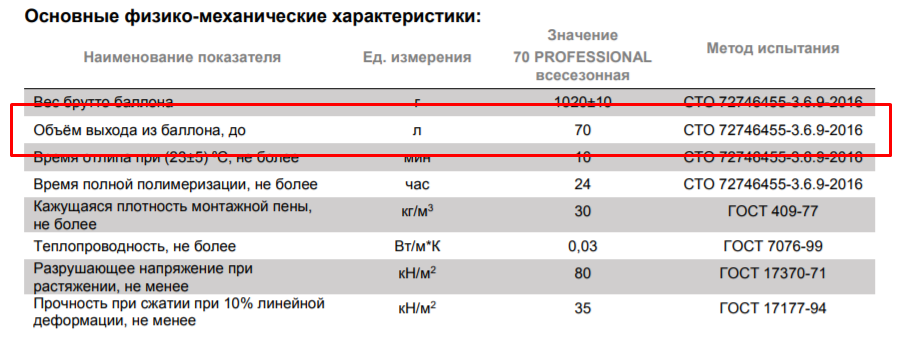 Основные физико-механические характеристики:
Наименование показателя Ед. измерения Значение 70 PROFESSIONAL всесезонная Метод испытания
Вес брутто баллона г 1020±10 СТО 72746455-3.6.9-2016
Объём выхода из баллона, до л 70 СТО 72746455-3.6.9-2016
Время отлипа при (23±5) ºС, не более мин 10 СТО 72746455-3.6.9-2016
Время полной полимеризации, не более час 24 СТО 72746455-3.6.9-2016
Кажущаяся плотность монтажной пены, не более кг/м³ 30 ГОСТ 409-77
Теплопроводность, не более Вт/м*К 0,03 ГОСТ 7076-99
Разрушающее напряжение при растяжении, не менее кН/м² 80 ГОСТ 17370-71
Прочность при сжатии при 10% линейной деформации, не менее кН/м² 35 ГОСТ 17177-94